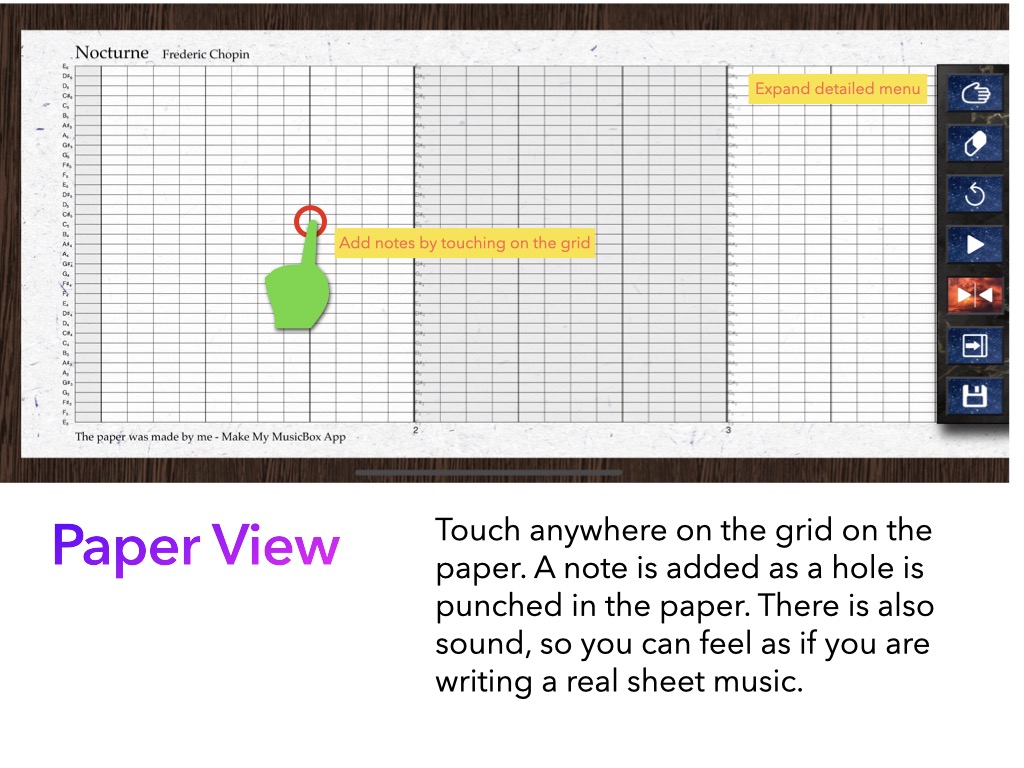 Nocturne Frederic Chopin
Expand detailed menu
Add notes by touching on the grid
2
3
The paper was made by me - Make My MusicBox App
Paper View
Touch anywhere on the grid on the
paper. A note is added as a hole is
punched in the paper. There is also
sound, so you can feel as if you are
writing a real sheet music.